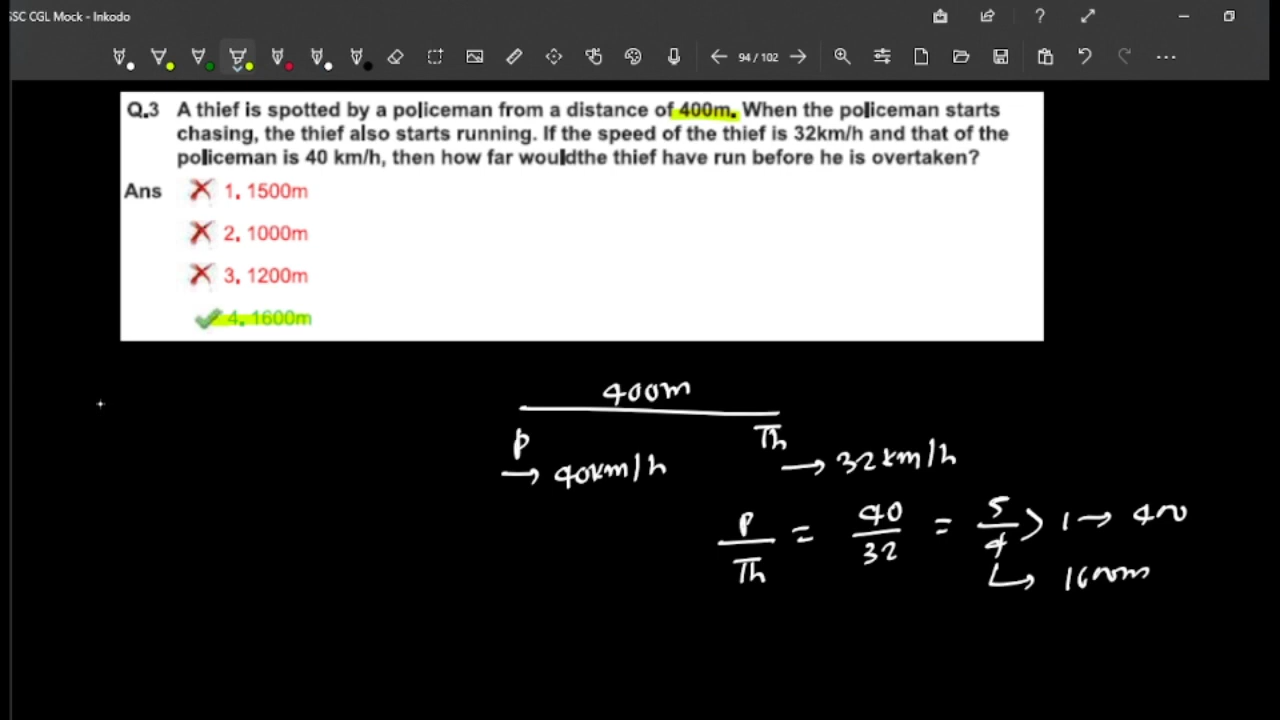 SSC CGL Mock - Inkodo
94 / 102
Q.3 A thief is spotted by a policeman from a distance of 400m. When the policeman starts
chasing, the thief also starts running. If the speed of the thief is 32km/h and that of the
policeman is 40 km/h, then how far wouldthe thief have run before he is overtaken?
Ans 1. 1500m
2. 1000m
3. 1200m
4. 1600m
400m
P Th
→ 40km/h → 32km/h
P/Th = 40/32 = 5/4 > 1 → 400
↳ 1600m